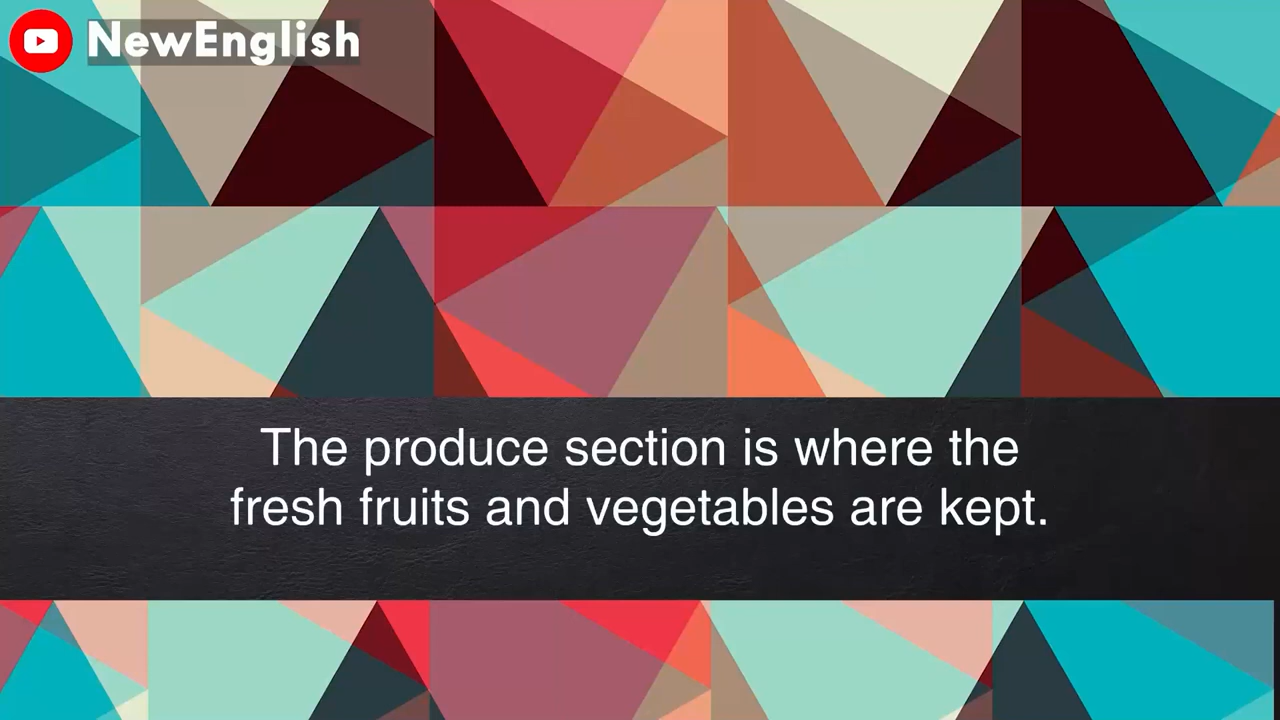 NewEnglish
The produce section is where the
fresh fruits and vegetables are kept.